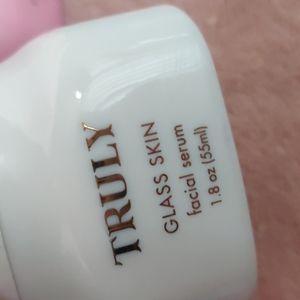 TRULY
GLASS SKIN
facial serum
1.8 oz (55ml)